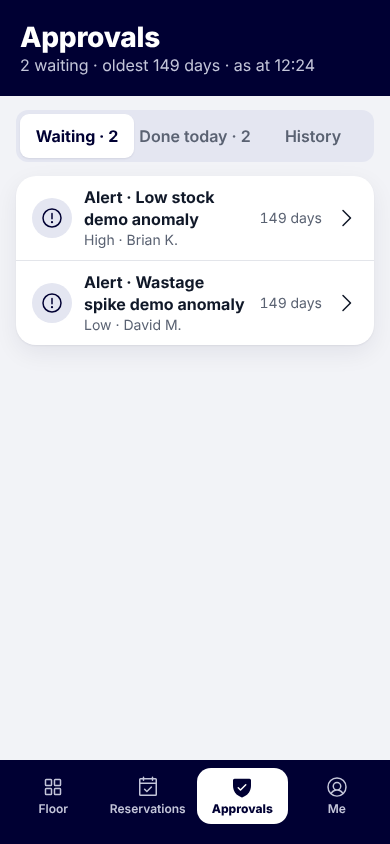 Approvals
2 waiting · oldest 149 days · as at 12:24
Waiting · 2
Done today · 2
History
Alert · Low stock
demo anomaly
High · Brian K.
149 days
Alert · Wastage
spike demo anomaly
Low · David M.
149 days
Floor
Reservations
Approvals
Me